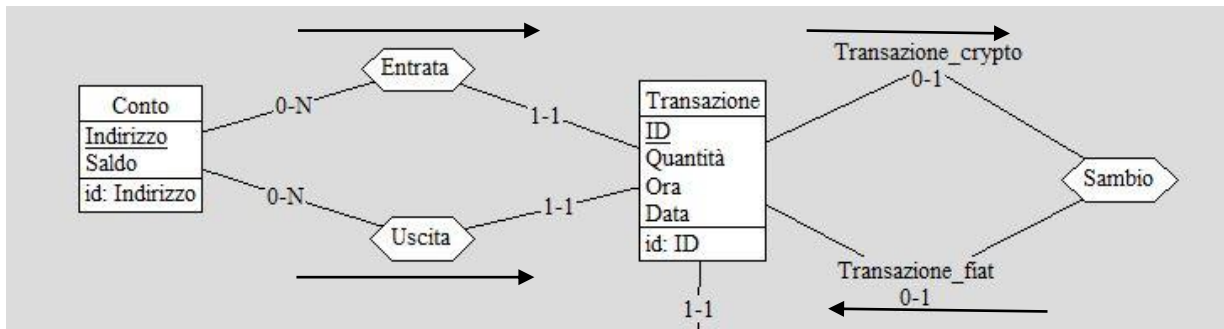 Transazione_crypto
0-1
Entrata
Conto
Indirizzo
Saldo
id: Indirizzo
0-N
1-1
Transazione
ID
Quantità
Ora
Data
id: ID
Sambio
0-N
1-1
Uscita
Transazione_fiat
0-1
1-1